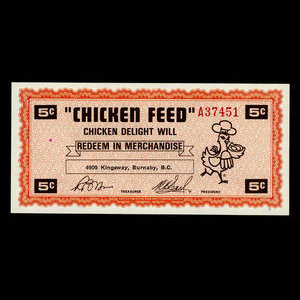 5¢ 5¢
"CHICKEN FEED" A37451
CHICKEN DELIGHT WILL
REDEEM IN MERCHANDISE
4909 Kingsway, Burnaby, B.C.
5¢ 5¢
TREASURER PRESIDENT